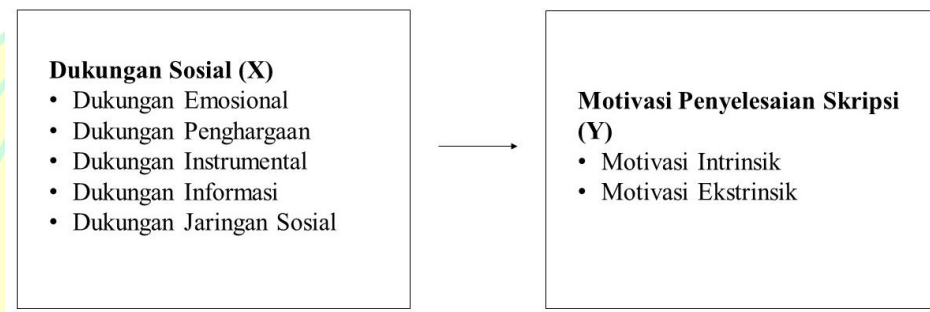 Dukungan Sosial (X)
• Dukungan Emosional
• Dukungan Penghargaan
• Dukungan Instrumental
• Dukungan Informasi
• Dukungan Jaringan Sosial
Motivasi Penyelesaian Skripsi
(Y)
• Motivasi Intrinsik
• Motivasi Ekstrinsik